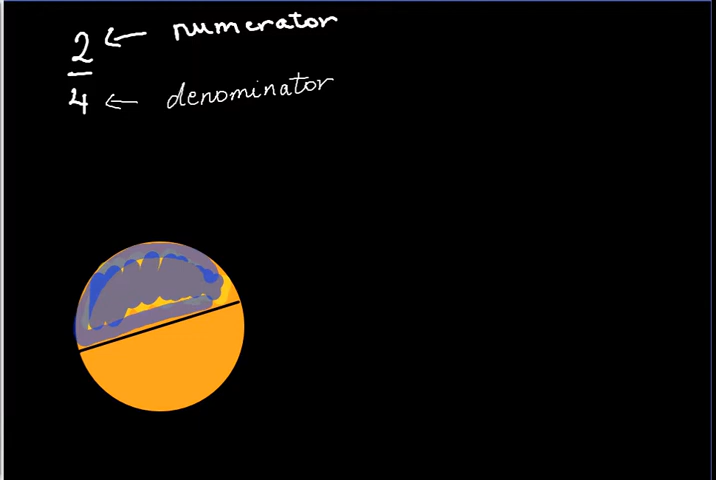 2 ← numerator
4 ← denominator